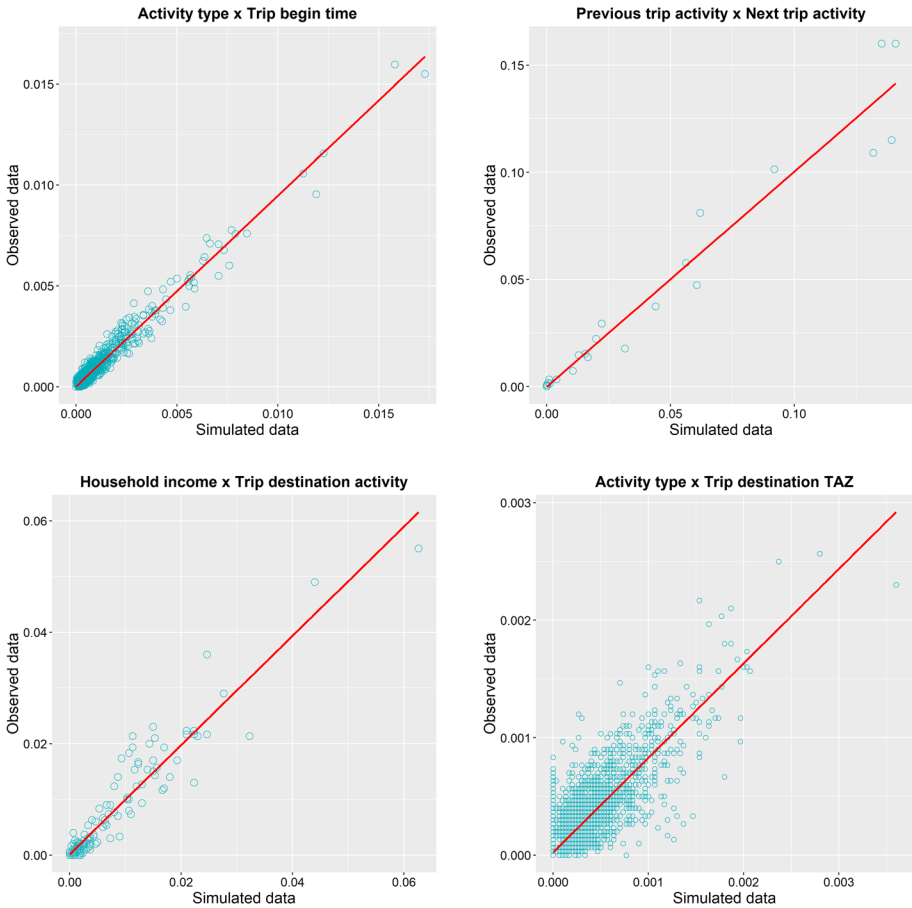 Activity type x Trip begin time
0.015
0.010
0.005
0.000
0.000 0.005 0.010 0.015
Simulated data
Observed data
Previous trip activity x Next trip activity
0.15
0.10
0.05
0.00
0.00 0.05 0.10
Simulated data
Observed data
Household income x Trip destination activity
0.06
0.04
0.02
0.00
0.00 0.02 0.04 0.06
Simulated data
Observed data
Activity type x Trip destination TAZ
0.003
0.002
0.001
0.000
0.000 0.001 0.002 0.003
Simulated data
Observed data